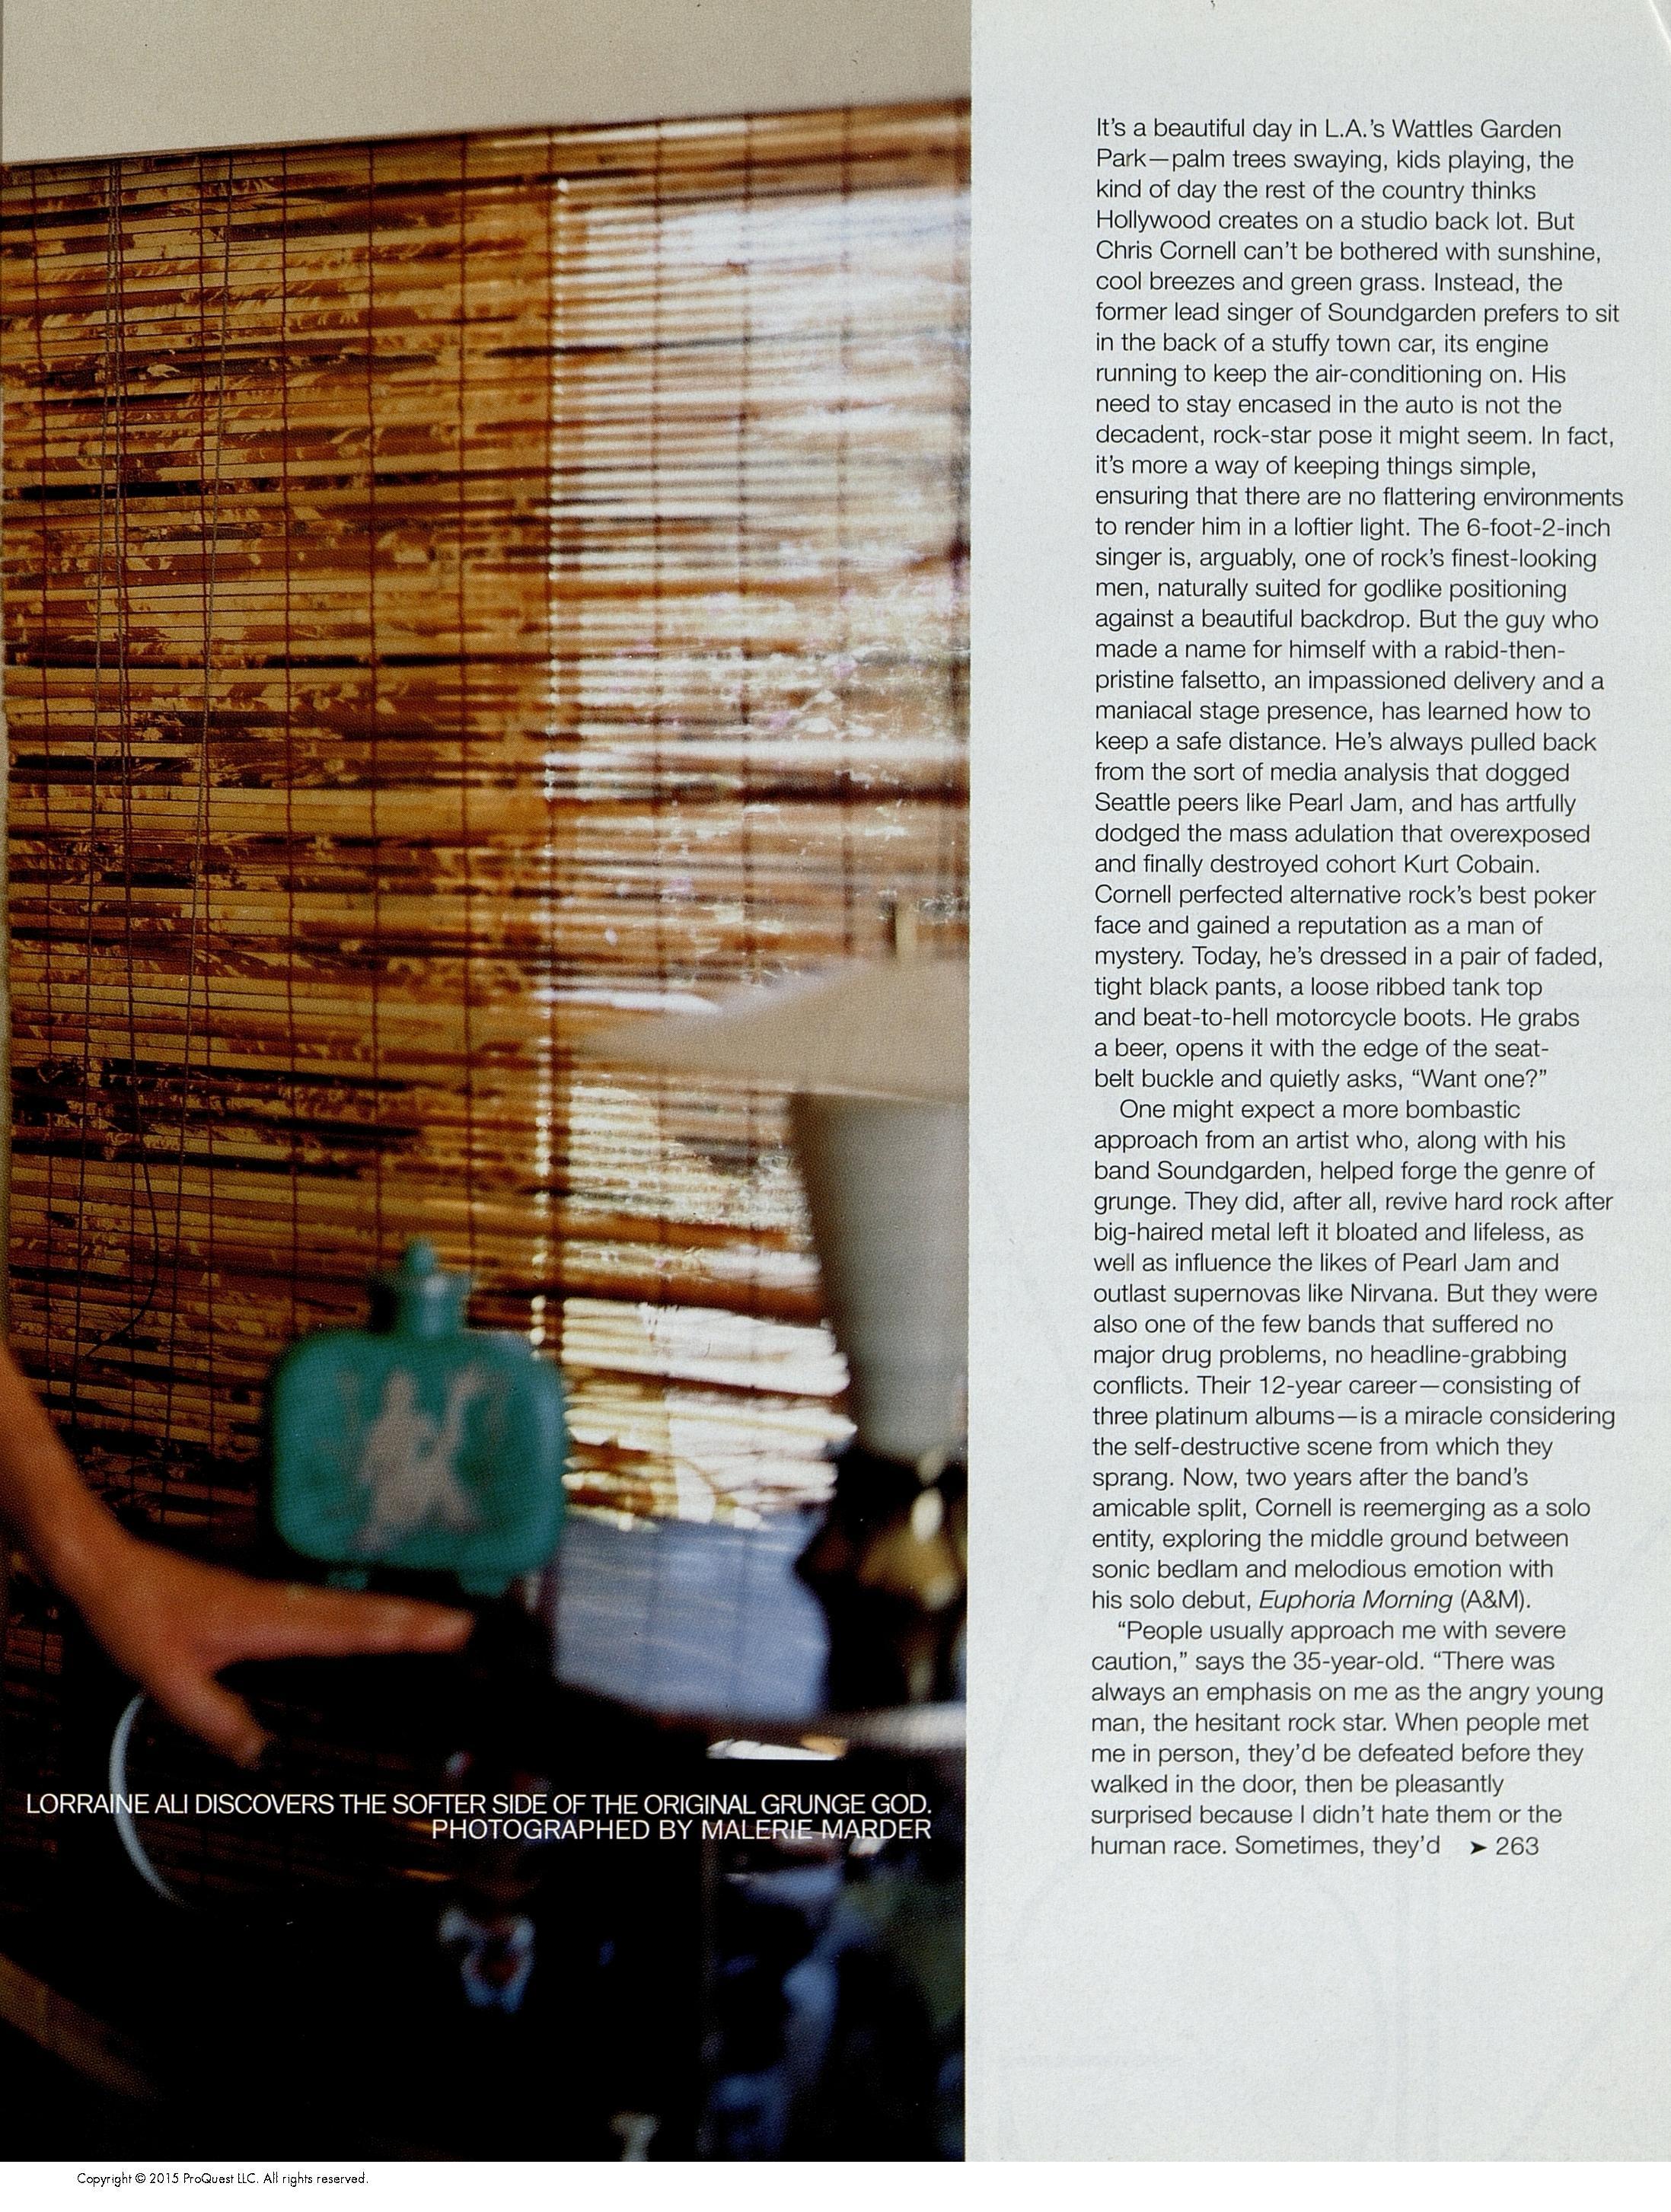 It's a beautiful day in L.A.'s Wattles Garden
Park—palm trees swaying, kids playing, the
kind of day the rest of the country thinks
Hollywood creates on a studio back lot. But
Chris Cornell can't be bothered with sunshine,
cool breezes and green grass. Instead, the
former lead singer of Soundgarden prefers to sit
in the back of a stuffy town car, its engine
running to keep the air-conditioning on. His
need to stay encased in the auto is not the
decadent, rock-star pose it might seem. In fact,
it's more a way of keeping things simple,
ensuring that there are no flattering environments
to render him in a loftier light. The 6-foot-2-inch
singer is, arguably, one of rock's finest-looking
men, naturally suited for godlike positioning
against a beautiful backdrop. But the guy who
made a name for himself with a rabid-then-
pristine falsetto, an impassioned delivery and a
maniacal stage presence, has learned how to
keep a safe distance. He's always pulled back
from the sort of media analysis that dogged
Seattle peers like Pearl Jam, and has artfully
dodged the mass adulation that overexposed
and finally destroyed cohort Kurt Cobain.
Cornell perfected alternative rock's best poker
face and gained a reputation as a man of
mystery. Today, he's dressed in a pair of faded,
tight black pants, a loose ribbed tank top
and beat-to-hell motorcycle boots. He grabs
a beer, opens it with the edge of the seat-
belt buckle and quietly asks, “Want one?”
One might expect a more bombastic
approach from an artist who, along with his
band Soundgarden, helped forge the genre of
grunge. They did, after all, revive hard rock after
big-haired metal left it bloated and lifeless, as
well as influence the likes of Pearl Jam and
outlast supernovas like Nirvana. But they were
also one of the few bands that suffered no
major drug problems, no headline-grabbing
conflicts. Their 12-year career—consisting of
three platinum albums—is a miracle considering
the self-destructive scene from which they
sprang. Now, two years after the band's
amicable split, Cornell is reemerging as a solo
entity, exploring the middle ground between
sonic bedlam and melodious emotion with
his solo debut, Euphoria Morning (A&M).
“People usually approach me with severe
caution,” says the 35-year-old. “There was
always an emphasis on me as the angry young
man, the hesitant rock star. When people met
me in person, they'd be defeated before they
walked in the door, then be pleasantly
surprised because I didn't hate them or the
human race. Sometimes, they'd ➤ 263
LORRAINE ALI DISCOVERS THE SOFTER SIDE OF THE ORIGINAL GRUNGE GOD.
PHOTOGRAPHED BY MALERIE MARDER
Copyright © 2015 ProQuest LLC. All rights reserved.